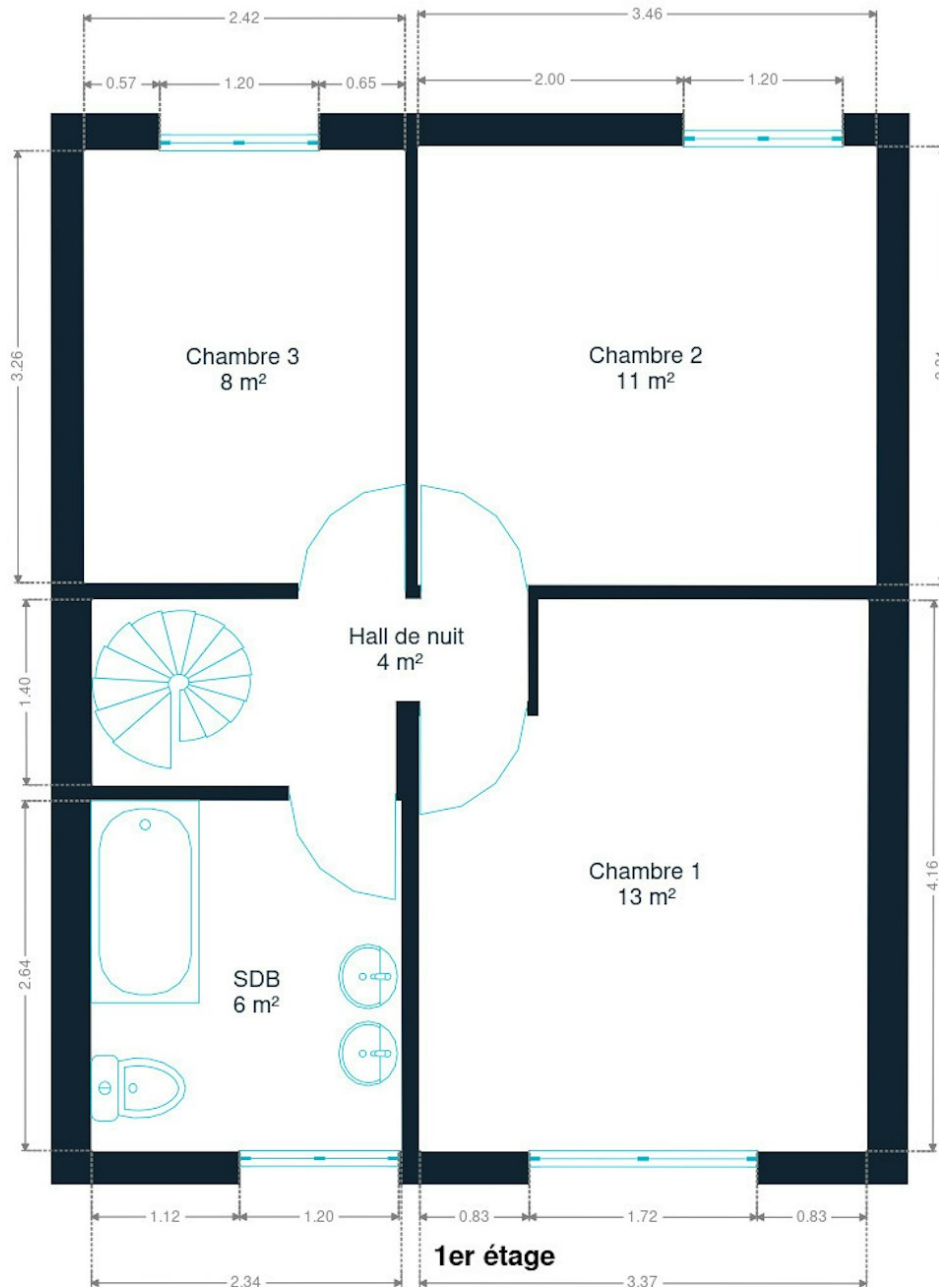 2.42
3.46
0.57
1.20
0.65
2.00
1.20
3.26
Chambre 3
8 m²
Chambre 2
11 m²
1.40
Hall de nuit
4 m²
2.64
SDB
6 m²
Chambre 1
13 m²
4.16
1.12
1.20
0.83
1.72
0.83
1er étage
2.34
3.37